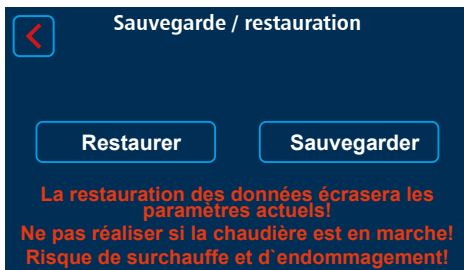 Sauvegarde / restauration
Restaurer
Sauvegarder
La restauration des données écrasera les
paramètres actuels!
Ne pas réaliser si la chaudière est en marche!
Risque de surchauffe et d`endommagement!